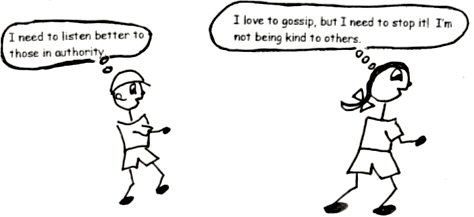 I need to listen better to
those in authority.
I love to gossip, but I need to stop it! I'm
not being kind to others.